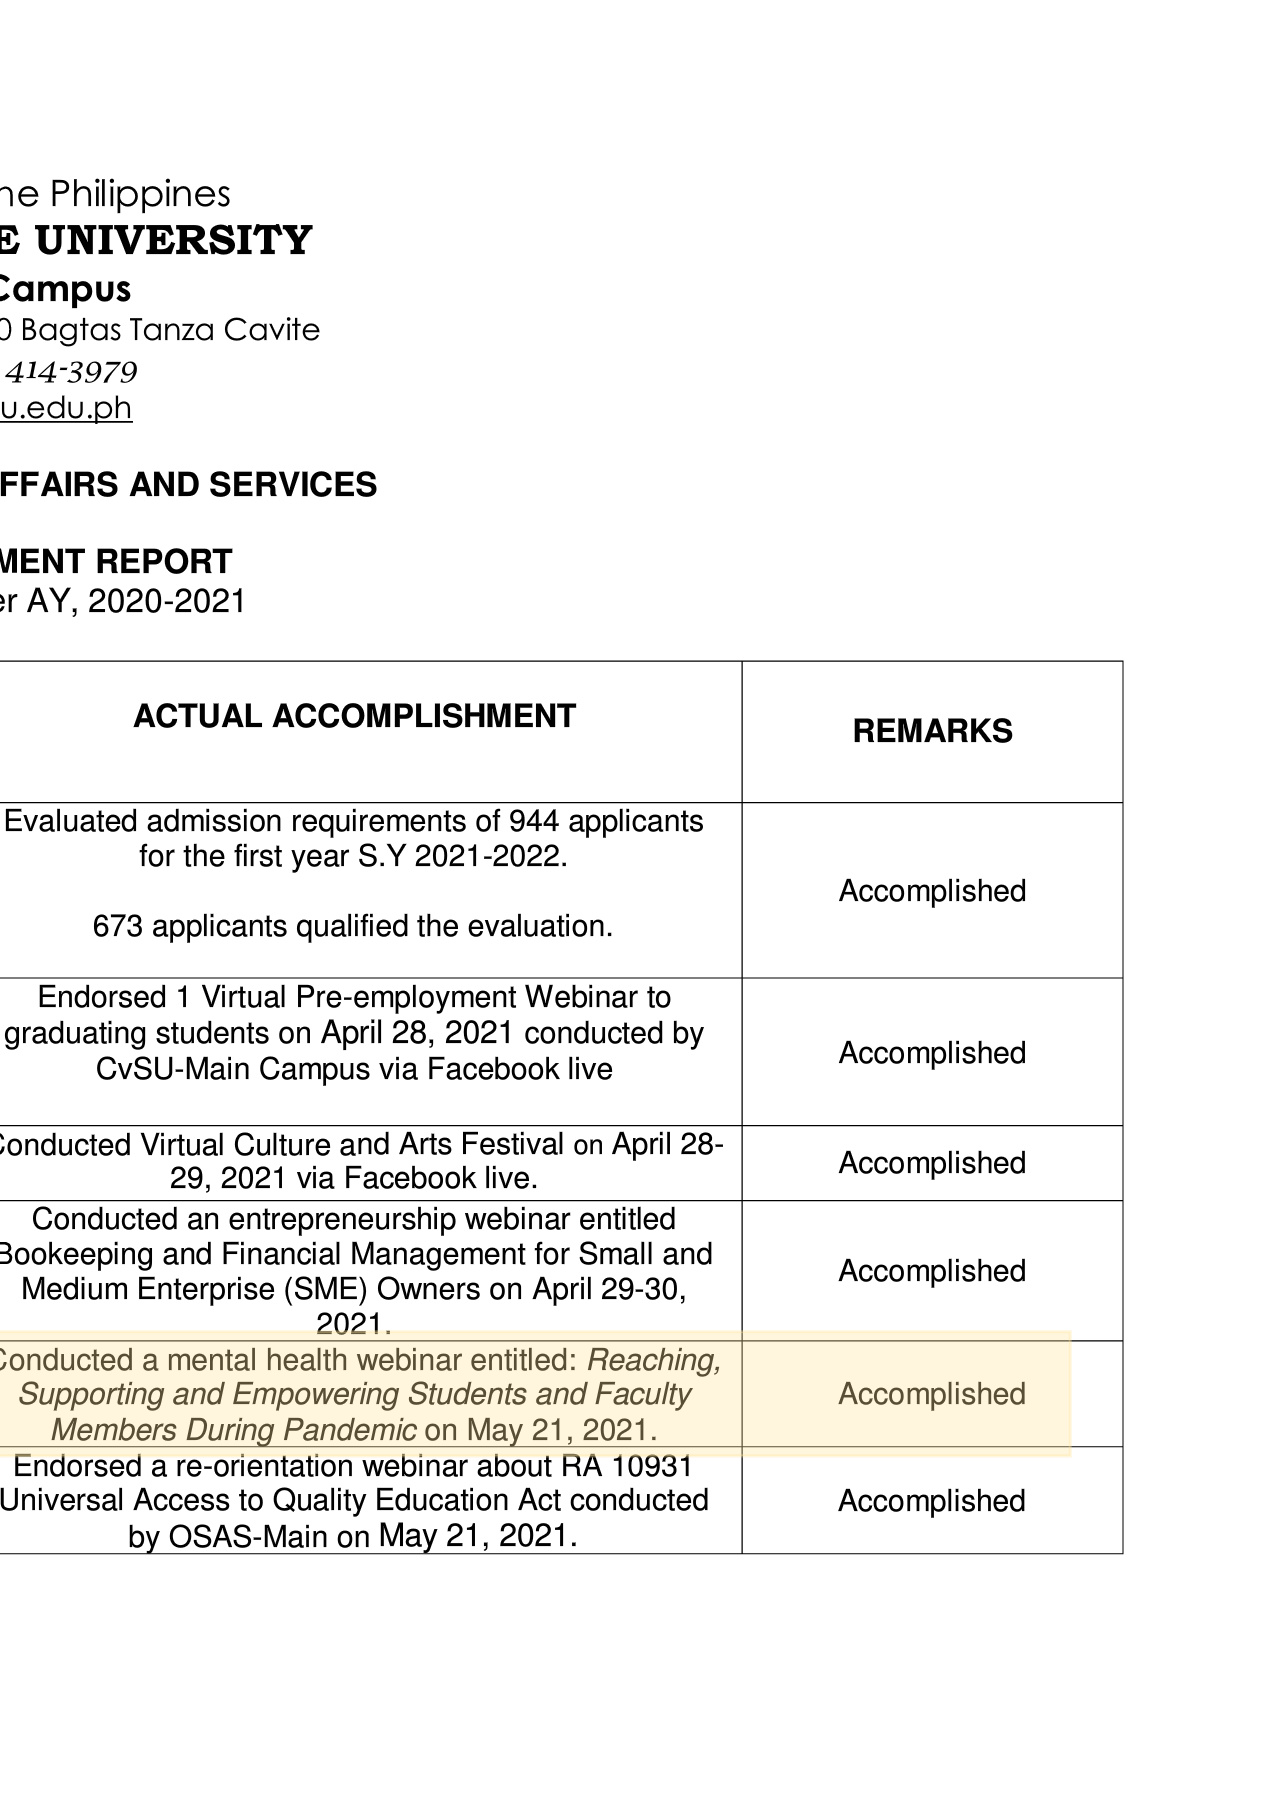 ne Philippines
E UNIVERSITY
Campus
0 Bagtas Tanza Cavite
414-3979
u.edu.ph
FFAIRS AND SERVICES
MENT REPORT
er AY, 2020-2021
ACTUAL ACCOMPLISHMENT
REMARKS
Evaluated admission requirements of 944 applicants
for the first year S.Y 2021-2022.
673 applicants qualified the evaluation.
Accomplished
Endorsed 1 Virtual Pre-employment Webinar to
graduating students on April 28, 2021 conducted by
CvSU-Main Campus via Facebook live
Accomplished
Conducted Virtual Culture and Arts Festival on April 28-
29, 2021 via Facebook live.
Accomplished
Conducted an entrepreneurship webinar entitled
Bookeeping and Financial Management for Small and
Medium Enterprise (SME) Owners on April 29-30,
2021.
Accomplished
Conducted a mental health webinar entitled: Reaching,
Supporting and Empowering Students and Faculty
Members During Pandemic on May 21, 2021.
Accomplished
Endorsed a re-orientation webinar about RA 10931
Universal Access to Quality Education Act conducted
by OSAS-Main on May 21, 2021.
Accomplished